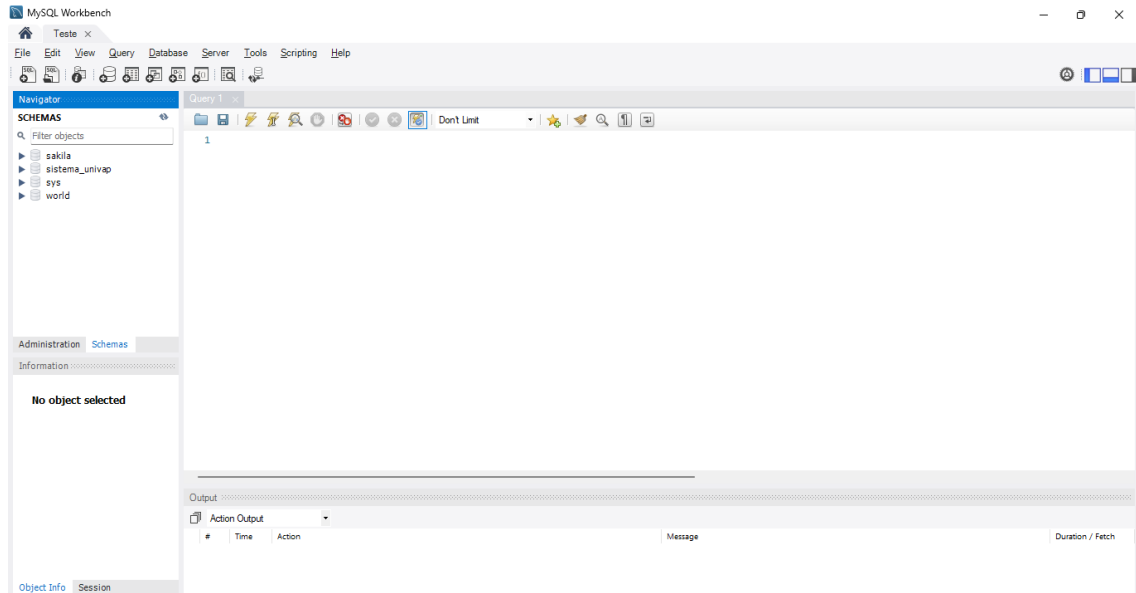 MySQL Workbench
Teste
File Edit View Query Database Server Tools Scripting Help
Navigator
Query 1
SCHEMAS
Don't Limit
Filter objects
1
sakila
sistema_univap
sys
world
Administration Schemas
Information
No object selected
Output
Action Output
# Time Action Message Duration / Fetch
Object Info Session